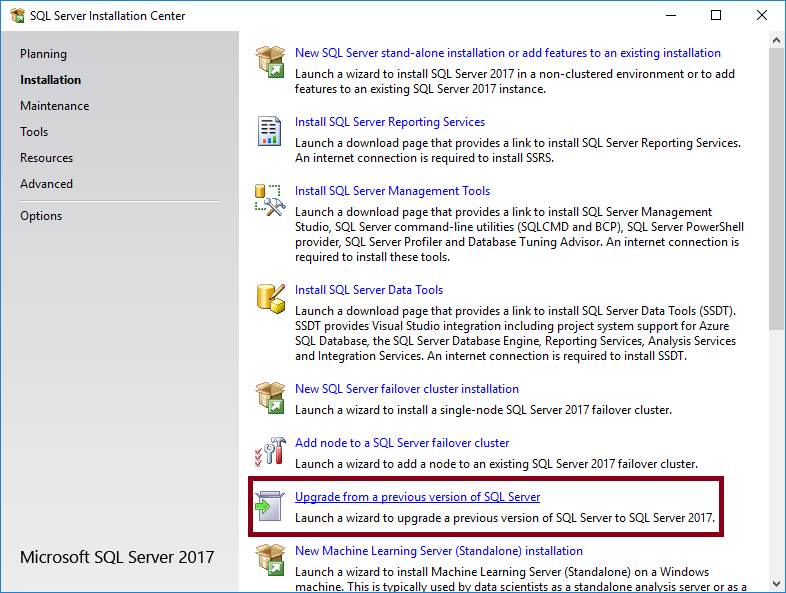 SQL Server Installation Center
Planning
Installation
Maintenance
Tools
Resources
Advanced
Options
Microsoft SQL Server 2017
New SQL Server stand-alone installation or add features to an existing installation
Launch a wizard to install SQL Server 2017 in a non-clustered environment or to add
features to an existing SQL Server 2017 instance.
Install SQL Server Reporting Services
Launch a download page that provides a link to install SQL Server Reporting Services.
An internet connection is required to install SSRS.
Install SQL Server Management Tools
Launch a download page that provides a link to install SQL Server Management
Studio, SQL Server command-line utilities (SQLCMD and BCP), SQL Server PowerShell
provider, SQL Server Profiler and Database Tuning Advisor. An internet connection is
required to install these tools.
Install SQL Server Data Tools
Launch a download page that provides a link to install SQL Server Data Tools (SSDT).
SSDT provides Visual Studio integration including project system support for Azure
SQL Database, the SQL Server Database Engine, Reporting Services, Analysis Services
and Integration Services. An internet connection is required to install SSDT.
New SQL Server failover cluster installation
Launch a wizard to install a single-node SQL Server 2017 failover cluster.
Add node to a SQL Server failover cluster
Launch a wizard to add a node to an existing SQL Server 2017 failover cluster.
Upgrade from a previous version of SQL Server
Launch a wizard to upgrade a previous version of SQL Server to SQL Server 2017.
New Machine Learning Server (Standalone) installation
Launch a wizard to install Machine Learning Server (Standalone) on a Windows
machine. This is typically used by data scientists as a standalone analysis server or as a